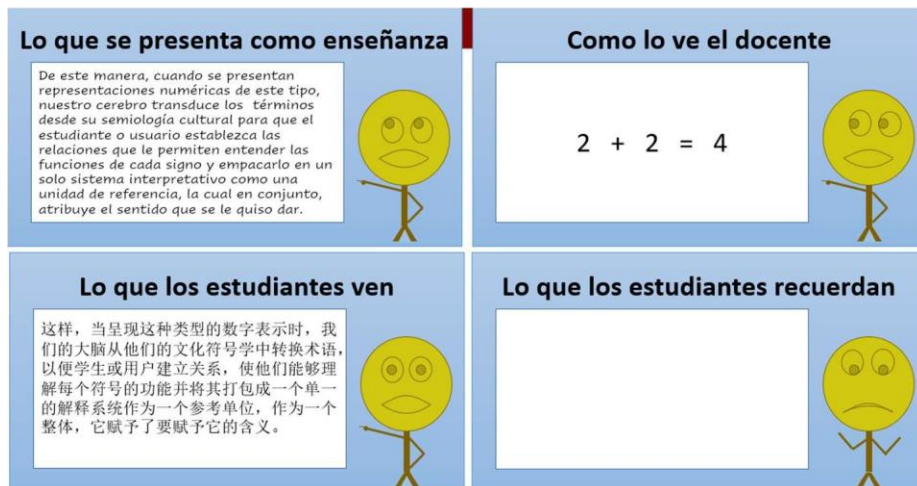 Lo que se presenta como enseñanza
De este manera, cuando se presentan
representaciones numéricas de este tipo,
nuestro cerebro transduce los términos
desde su semiología cultural para que el
estudiante o usuario establezca las
relaciones que le permiten entender las
funciones de cada signo y empacarlo en un
solo sistema interpretativo como una
unidad de referencia, la cual en conjunto,
atribuye el sentido que se le quiso dar.
Como lo ve el docente
2 + 2 = 4
Lo que los estudiantes ven
这样，当呈现这种类型的数字表示时，我
们的大脑从他们的文化符号学中转换术语，
以便学生或用户建立关系，使他们能够理
解每个符号的功能并将其打包成一个单一
的解释系统作为一个参考单位，作为一个
整体，它赋予了要赋予它的含义。
Lo que los estudiantes recuerdan